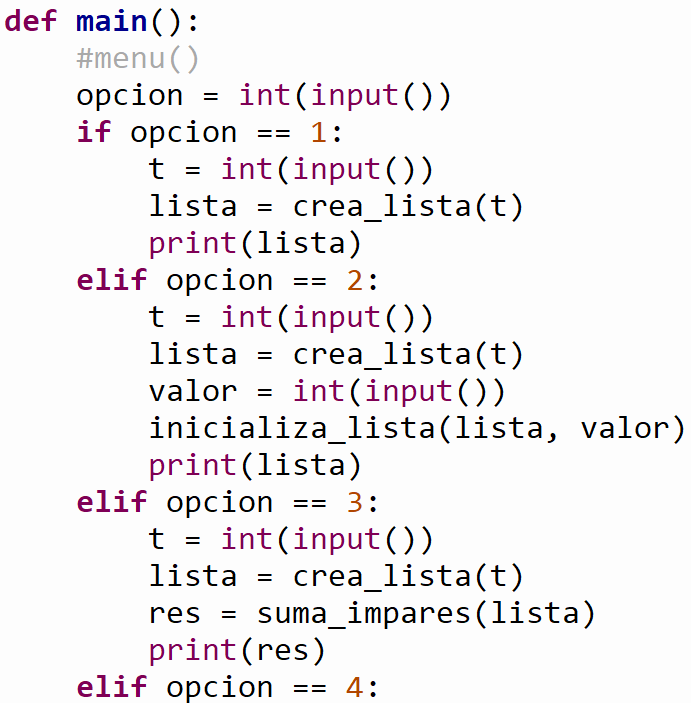 def main():
    #menu()
    opcion = int(input())
    if opcion == 1:
        t = int(input())
        lista = crea_lista(t)
        print(lista)
    elif opcion == 2:
        t = int(input())
        lista = crea_lista(t)
        valor = int(input())
        inicializa_lista(lista, valor)
        print(lista)
    elif opcion == 3:
        t = int(input())
        lista = crea_lista(t)
        res = suma_impares(lista)
        print(res)
    elif opcion == 4: